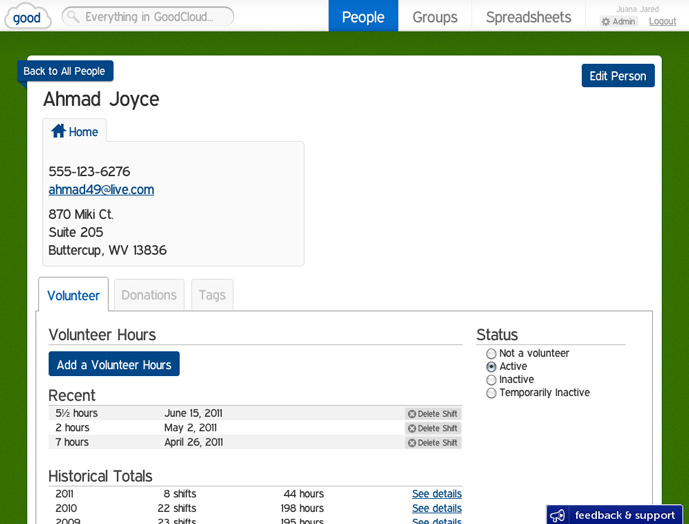 good
Everything in GoodCloud...
People
Groups
Spreadsheets
Juana Jared
Admin
Logout
Back to All People
Edit Person
Ahmad Joyce
Home
555-123-6276
ahmad49@live.com
870 Miki Ct.
Suite 205
Buttercup, WV 13836
Volunteer
Donations
Tags
Volunteer Hours
Add a Volunteer Hours
Recent
5½ hours June 15, 2011 Delete Shift
2 hours May 2, 2011 Delete Shift
7 hours April 26, 2011 Delete Shift
Historical Totals
2011 8 shifts 44 hours See details
2010 22 shifts 198 hours See details
2009 23 shifts 195 hours See details
Status
Not a volunteer
Active
Inactive
Temporarily Inactive
feedback & support